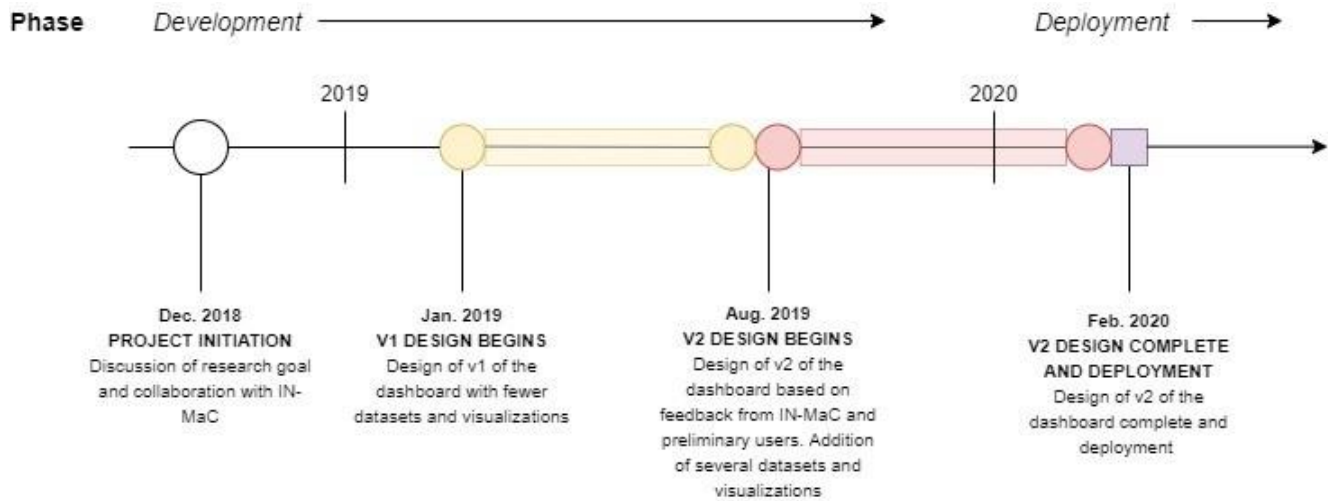 Phase Development Deployment
2019 2020
Dec. 2018
PROJECT INITIATION
Discussion of research goal
and collaboration with IN-
MaC
Jan. 2019
V1 DESIGN BEGINS
Design of v1 of the
dashboard with fewer
datasets and visualizations
Aug. 2019
V2 DESIGN BEGINS
Design of v2 of the
dashboard based on
feedback from IN-MaC and
preliminary users. Addition
of several datasets and
visualizations
Feb. 2020
V2 DESIGN COMPLETE
AND DEPLOYMENT
Design of v2 of the
dashboard complete and
deployment